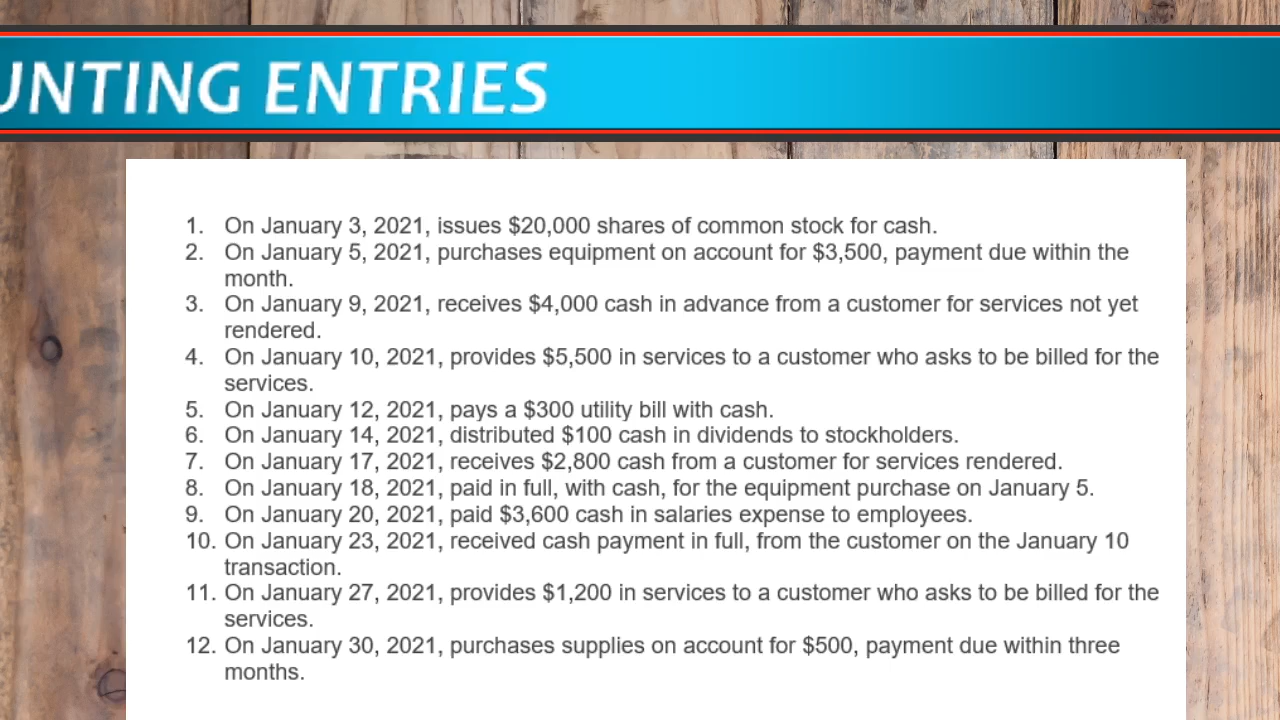 UNTING ENTRIES
1. On January 3, 2021, issues $20,000 shares of common stock for cash.
2. On January 5, 2021, purchases equipment on account for $3,500, payment due within the
month.
3. On January 9, 2021, receives $4,000 cash in advance from a customer for services not yet
rendered.
4. On January 10, 2021, provides $5,500 in services to a customer who asks to be billed for the
services.
5. On January 12, 2021, pays a $300 utility bill with cash.
6. On January 14, 2021, distributed $100 cash in dividends to stockholders.
7. On January 17, 2021, receives $2,800 cash from a customer for services rendered.
8. On January 18, 2021, paid in full, with cash, for the equipment purchase on January 5.
9. On January 20, 2021, paid $3,600 cash in salaries expense to employees.
10. On January 23, 2021, received cash payment in full, from the customer on the January 10
transaction.
11. On January 27, 2021, provides $1,200 in services to a customer who asks to be billed for the
services.
12. On January 30, 2021, purchases supplies on account for $500, payment due within three
months.